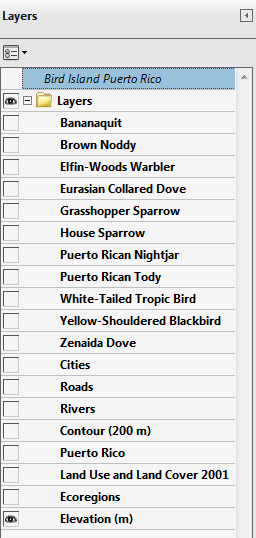 Layers
Bird Island Puerto Rico
Layers
Bananaquit
Brown Noddy
Elfin-Woods Warbler
Eurasian Collared Dove
Grasshopper Sparrow
House Sparrow
Puerto Rican Nightjar
Puerto Rican Tody
White-Tailed Tropic Bird
Yellow-Shouldered Blackbird
Zenaida Dove
Cities
Roads
Rivers
Contour (200 m)
Puerto Rico
Land Use and Land Cover 2001
Ecoregions
Elevation (m)